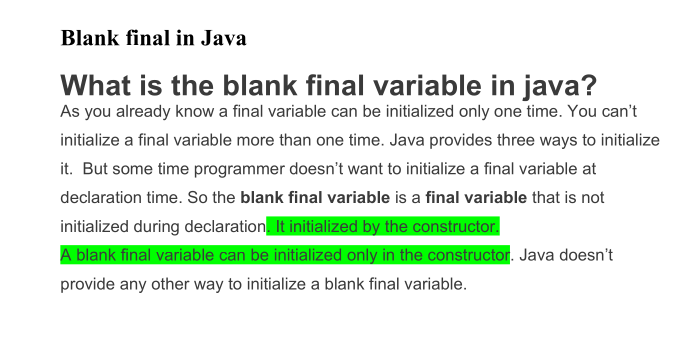 Blank final in Java
What is the blank final variable in java?
As you already know a final variable can be initialized only one time. You can’t
initialize a final variable more than one time. Java provides three ways to initialize
it.  But some time programmer doesn’t want to initialize a final variable at
declaration time. So the blank final variable is a final variable that is not
initialized during declaration. It initialized by the constructor.
A blank final variable can be initialized only in the constructor. Java doesn’t
provide any other way to initialize a blank final variable.